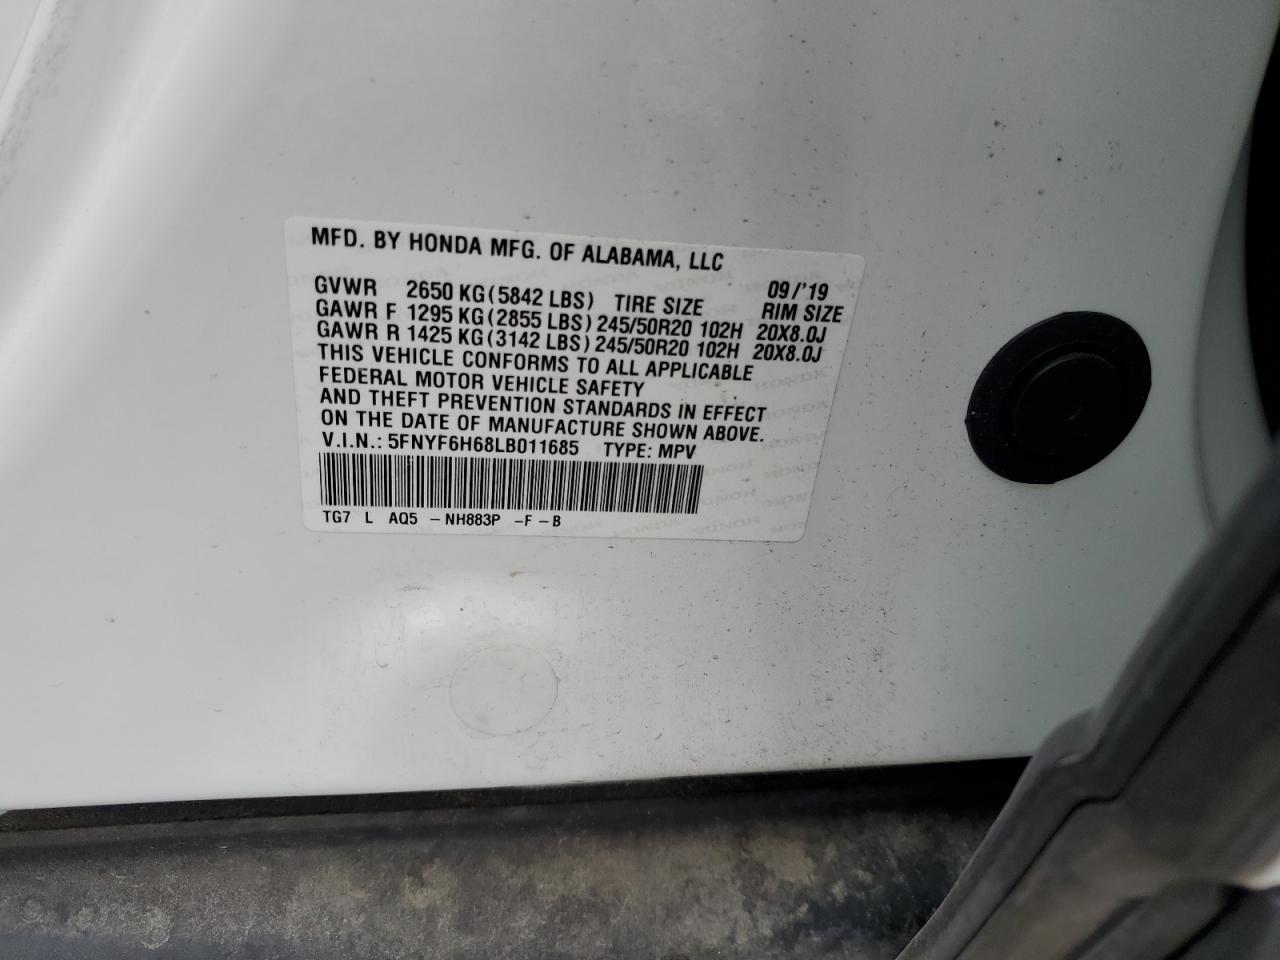 MFD. BY HONDA MFG. OF ALABAMA, LLC
09/'19
GVWR 2650 KG(5842 LBS) TIRE SIZE RIM SIZE
GAWR F 1295 KG(2855 LBS) 245/50R20 102H 20X8.0J
GAWR R 1425 KG(3142 LBS) 245/50R20 102H 20X8.0J
THIS VEHICLE CONFORMS TO ALL APPLICABLE
FEDERAL MOTOR VEHICLE SAFETY
AND THEFT PREVENTION STANDARDS IN EFFECT
ON THE DATE OF MANUFACTURE SHOWN ABOVE.
V.I.N.: 5FNYF6H68LB011685 TYPE: MPV
TG7 L AQ5 -NH883P -F-B